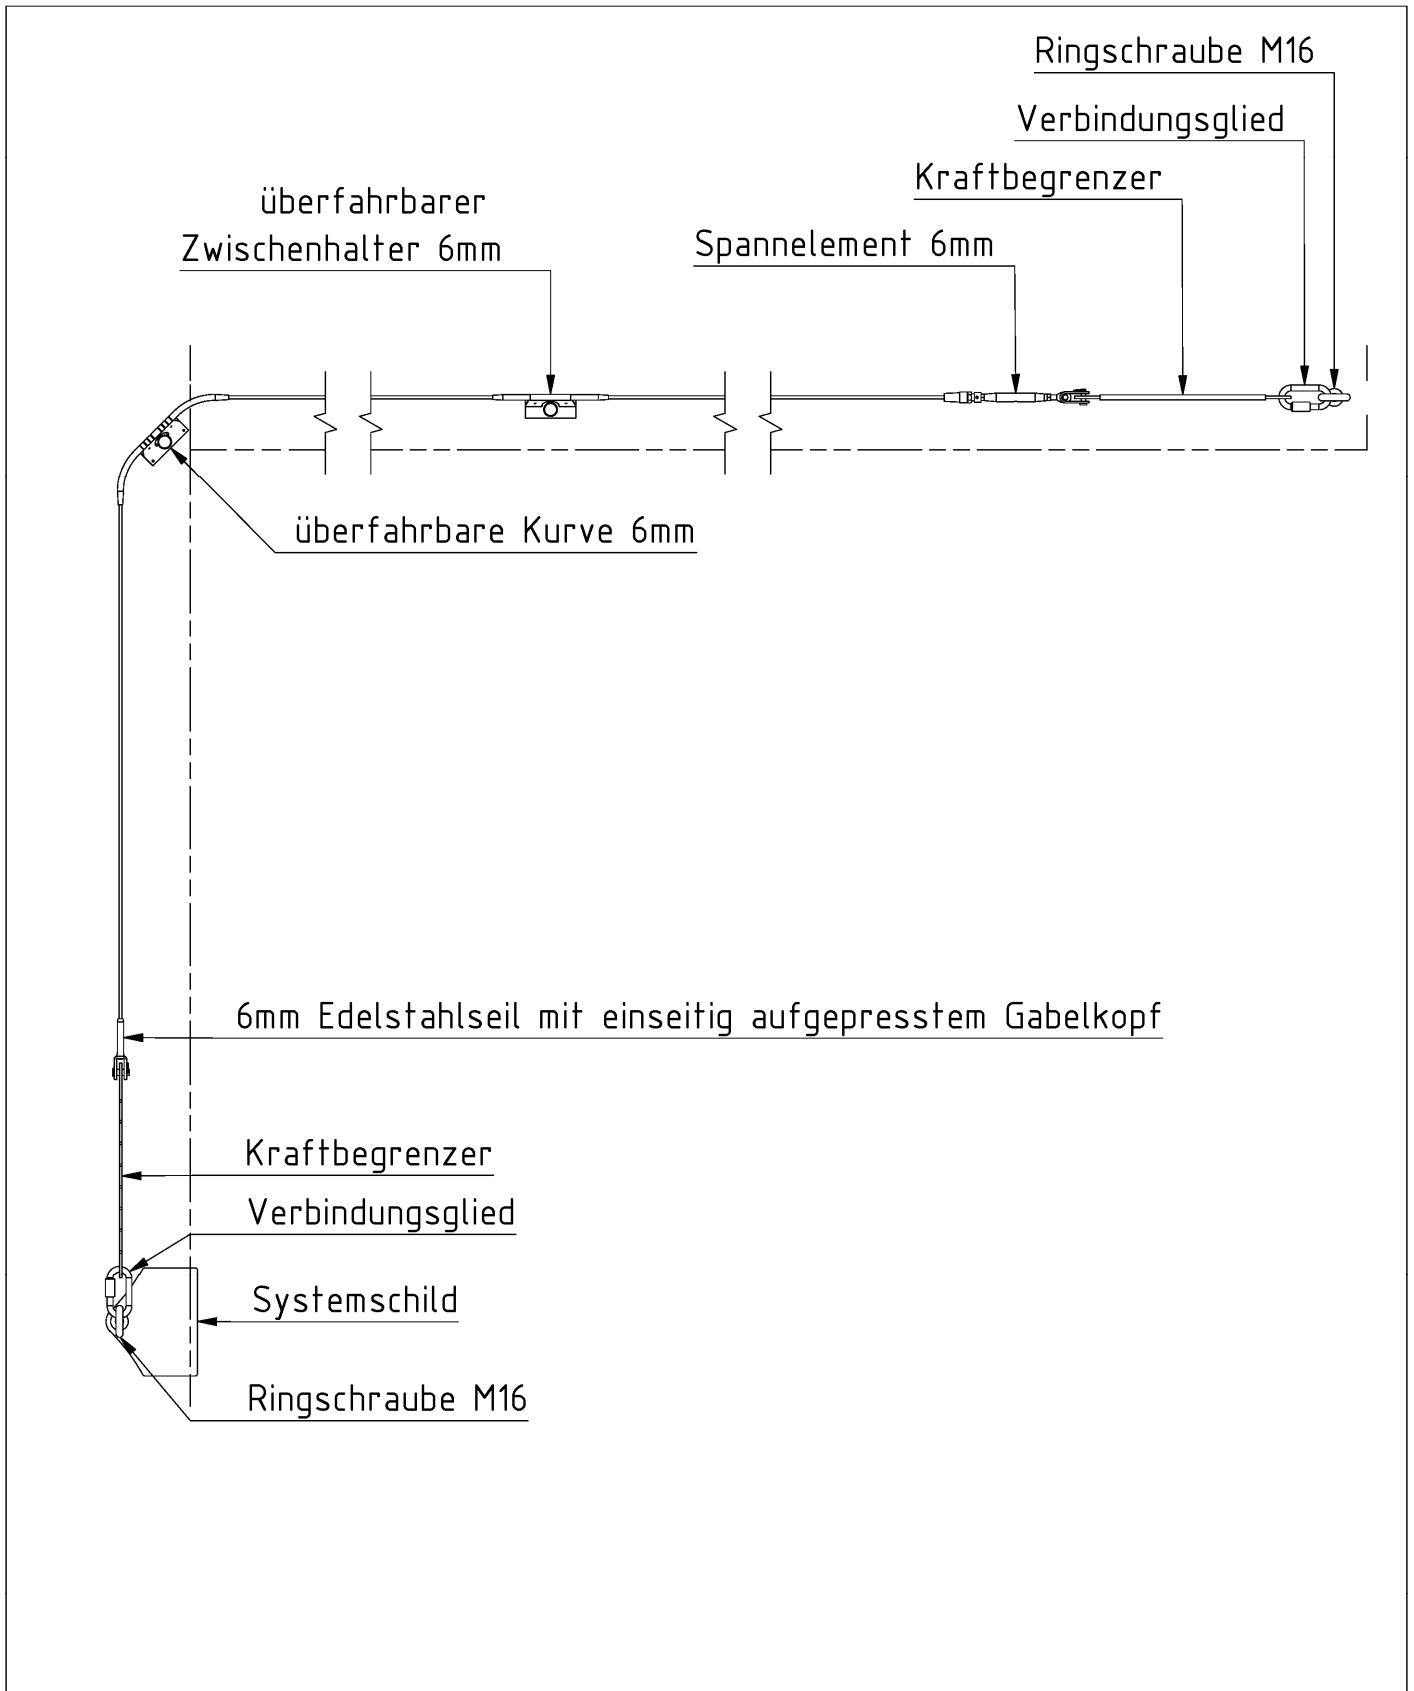 Ringschraube M16
Verbindungsglied
Kraftbegrenzer
überfahrbarer
Zwischenhalter 6mm
Spannelement 6mm
überfahrbare Kurve 6mm
6mm Edelstahlseil mit einseitig aufgepresstem Gabelkopf
Kraftbegrenzer
Verbindungsglied
Systemschild
Ringschraube M16